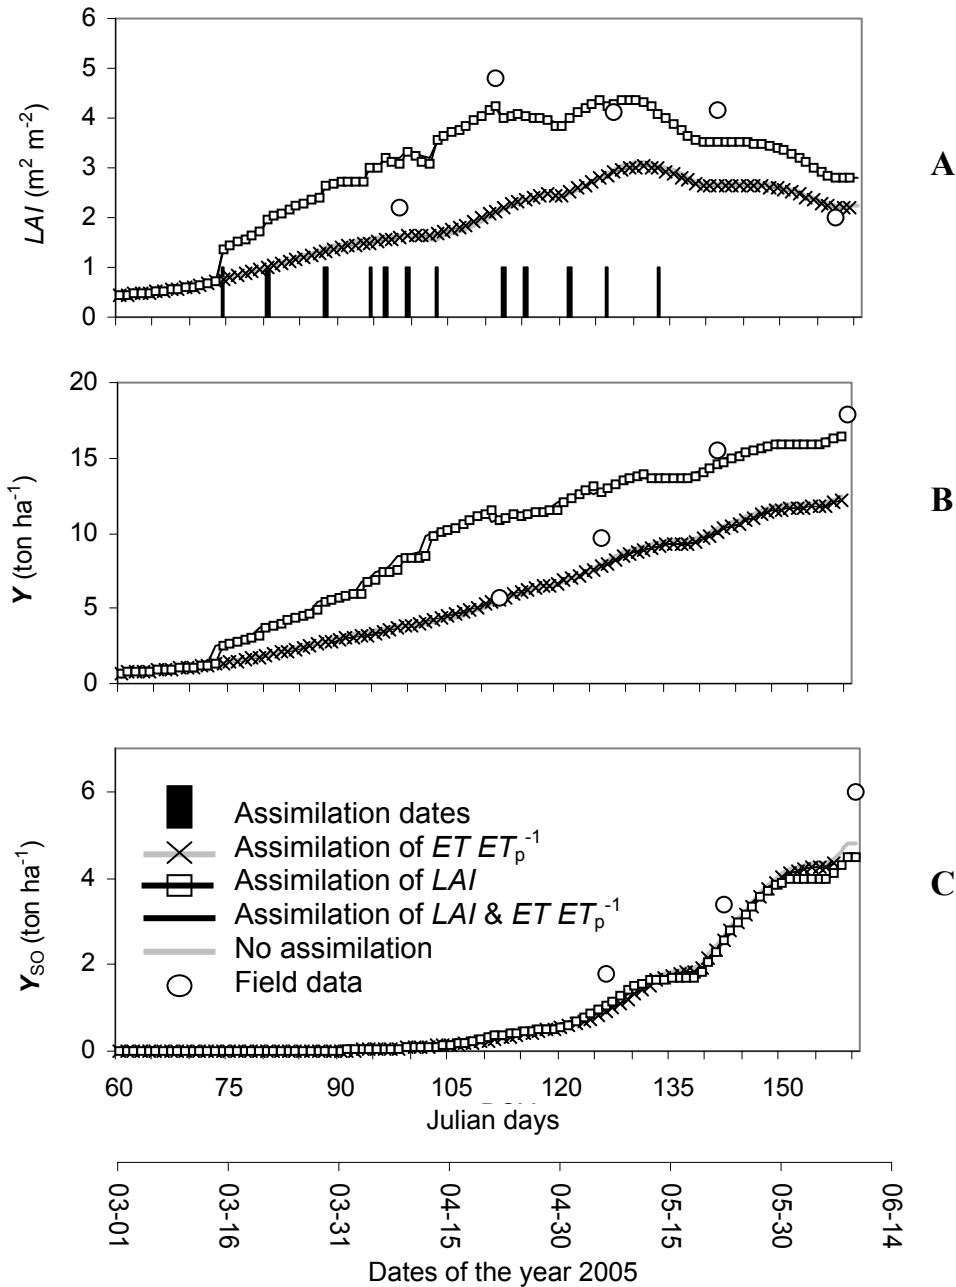 6
5
4
3
2
1
0
LAI (m² m⁻²)
A
20
15
10
5
0
Y (ton ha⁻¹)
B
6
4
2
0
Y_SO (ton ha⁻¹)
C
Assimilation dates
Assimilation of ET ETp⁻¹
Assimilation of LAI
Assimilation of LAI & ET ETp⁻¹
No assimilation
Field data
60 75 90 105 120 135 150
Julian days
03-01 03-16 03-31 04-15 04-30 05-15 05-30 06-14
Dates of the year 2005